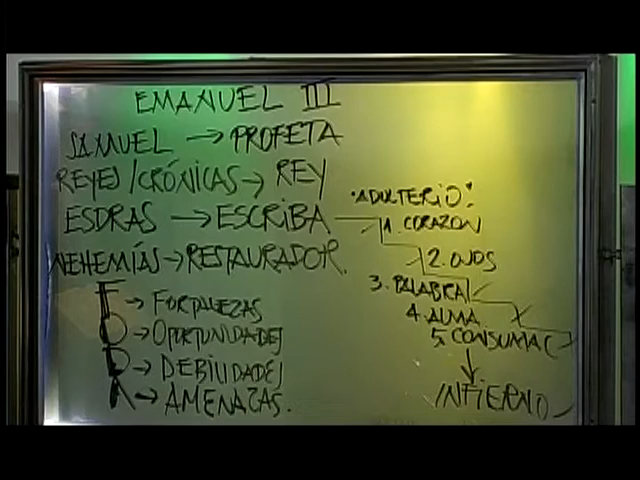 EMANUEL III
SAMUEL → PROFETA
REYES/CRÓNICAS → REY
ESDRAS → ESCRIBA
NEHEMÍAS → RESTAURADOR.
F → FORTALEZAS
O → OPORTUNIDADES
D → DEBILIDADES
A → AMENAZAS.
·ADULTERIO:
1. CORAZON
2. OJOS
3. PALABRA
4. ALMA
5. CONSUMAC
INFIERNO